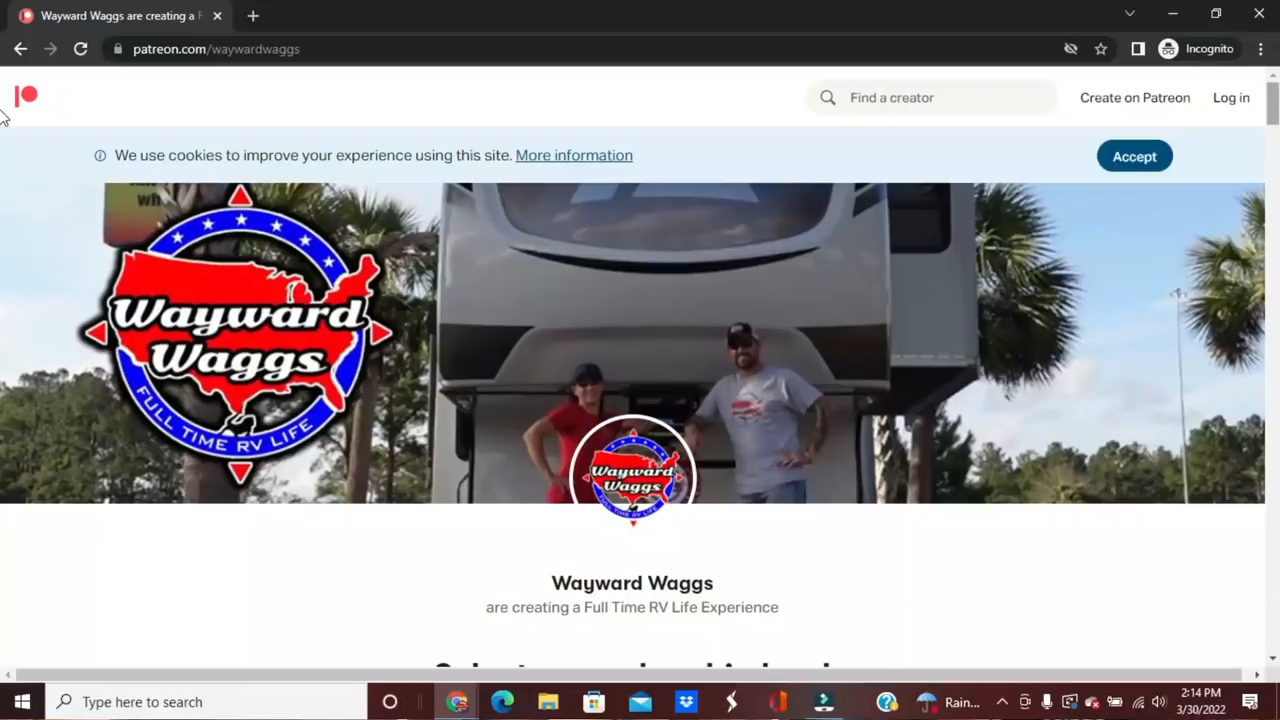 Wayward Waggs are creating a F
patreon.com/waywardwaggs
Incognito
Find a creator
Create on Patreon
Log in
We use cookies to improve your experience using this site. More information
Accept
wh
Wayward
Waggs
FULL TIME RV LIFE
Wayward
Waggs
Wayward Waggs
are creating a Full Time RV Life Experience
Type here to search
Rain...
2:14 PM
3/30/2022